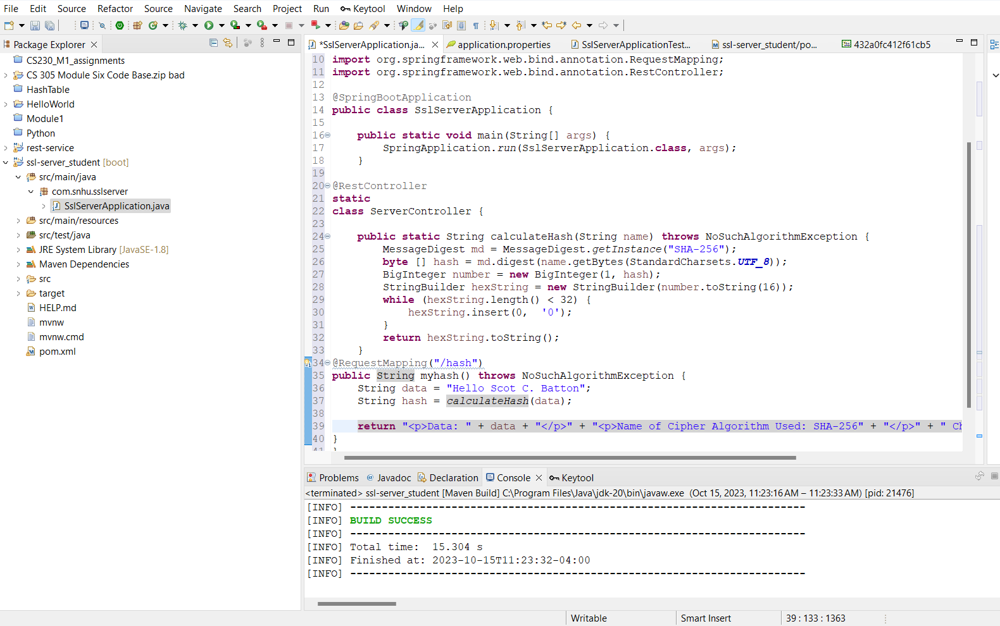 File Edit Source Refactor Source Navigate Search Project Run Keytool Window Help
Package Explorer
CS230_M1_assignments
CS 305 Module Six Code Base.zip bad
HashTable
HelloWorld
Module1
Python
rest-service
ssl-server_student [boot]
src/main/java
com.snhu.sslserver
SslServerApplication.java
src/main/resources
src/test/java
JRE System Library [JavaSE-1.8]
Maven Dependencies
src
target
HELP.md
mvnw
mvnw.cmd
pom.xml
*SslServerApplication.ja... application.properties SslServerApplicationTest... ssl-server_student/po... 432a0fc412f61cb5
10 import org.springframework.web.bind.annotation.RequestMapping;
11 import org.springframework.web.bind.annotation.RestController;
12
13 @SpringBootApplication
14 public class SslServerApplication {
15
16 public static void main(String[] args) {
17 SpringApplication.run(SslServerApplication.class, args);
18 }
19
20 @RestController
21 static
22 class ServerController {
23
24 public static String calculateHash(String name) throws NoSuchAlgorithmException {
25 MessageDigest md = MessageDigest.getInstance("SHA-256");
26 byte [] hash = md.digest(name.getBytes(StandardCharsets.UTF_8));
27 BigInteger number = new BigInteger(1, hash);
28 StringBuilder hexString = new StringBuilder(number.toString(16));
29 while (hexString.length() < 32) {
30 hexString.insert(0, '0');
31 }
32 return hexString.toString();
33 }
34 @RequestMapping("/hash")
35 public String myhash() throws NoSuchAlgorithmException {
36 String data = "Hello Scot C. Batton";
37 String hash = calculateHash(data);
38
39 return "<p>Data: " + data + "</p>" + "<p>Name of Cipher Algorithm Used: SHA-256" + "</p>" + " Ch
40 }
41 }
Problems @ Javadoc Declaration Console Keytool
<terminated> ssl-server_student [Maven Build] C:\Program Files\Java\jdk-20\bin\javaw.exe (Oct 15, 2023, 11:23:16 AM – 11:23:33 AM) [pid: 21476]
[INFO] ------------------------------------------------------------------------
[INFO] BUILD SUCCESS
[INFO] ------------------------------------------------------------------------
[INFO] Total time: 15.304 s
[INFO] Finished at: 2023-10-15T11:23:32-04:00
[INFO] ------------------------------------------------------------------------
Writable Smart Insert 39 : 133 : 1363